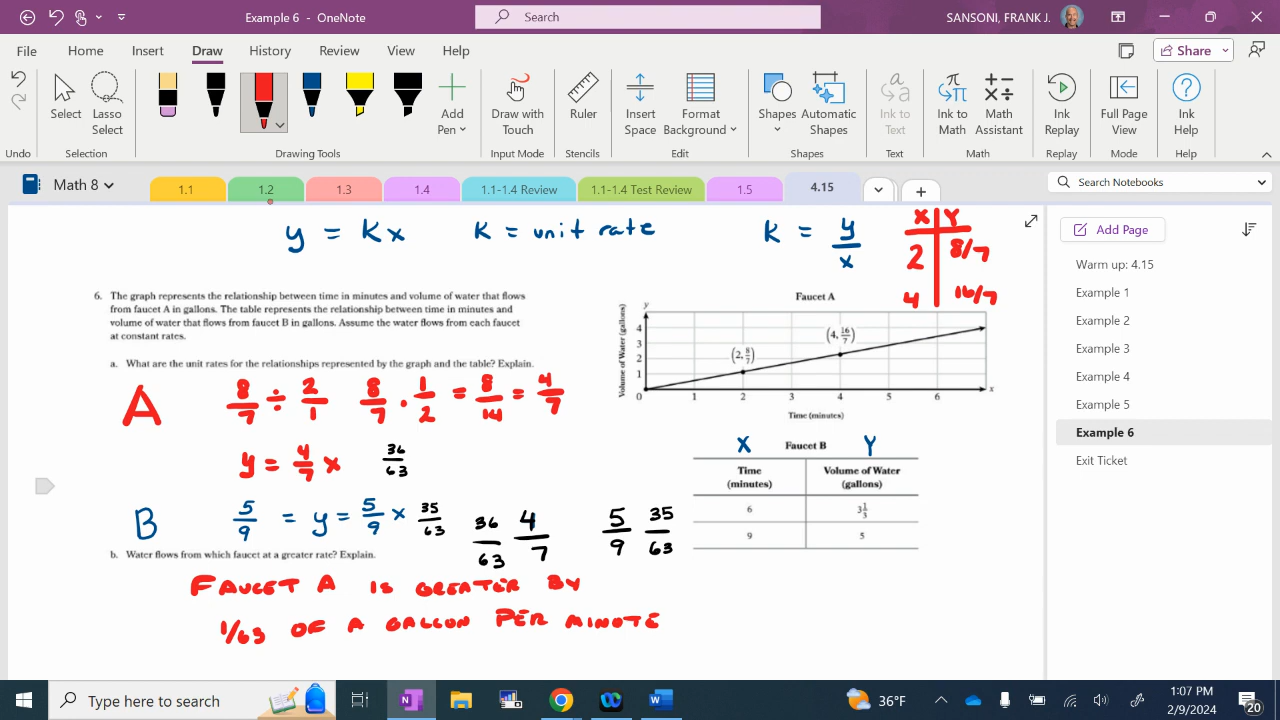 Example 6 - OneNote
Search
SANSONI, FRANK J.
File Home Insert Draw History Review View Help
Share
Select
Lasso Select
Add Pen
Draw with Touch
Ruler
Insert Space
Format Background
Shapes
Automatic Shapes
Ink to Text
Ink to Math
Math Assistant
Ink Replay
Full Page View
Ink Help
Undo Selection Drawing Tools Input Mode Stencils Edit Shapes Text Math Replay Mode Help
Math 8
1.1 1.2 1.3 1.4 1.1-1.4 Review 1.1-1.4 Test Review 1.5 4.15
Search Notebooks
y = kx k = unit rate k = y/x
X Y
2 8/7
4 16/7
Add Page
Warm up: 4.15
Example 1
Example 2
Example 3
Example 4
Example 5
Example 6
Exit Ticket
6. The graph represents the relationship between time in minutes and volume of water that flows
from faucet A in gallons. The table represents the relationship between time in minutes and
volume of water that flows from faucet B in gallons. Assume the water flows from each faucet
at constant rates.
a. What are the unit rates for the relationships represented by the graph and the table? Explain.
A 8/7 ÷ 2/1 8/7 · 1/2 = 8/14 = 4/7
y = 4/7 x 36/63
B 5/9 = y = 5/9 x 35/63
36/63 4/7 5/9 35/63
b. Water flows from which faucet at a greater rate? Explain.
FAUCET A IS GREATER BY
1/63 OF A GALLON PER MINUTE
Faucet A
Volume of Water (gallons)
y
4
3
2
1
(2, 8/7)
(4, 16/7)
0 1 2 3 4 5 6 x
Time (minutes)
X Faucet B Y
Time (minutes) Volume of Water (gallons)
6 3 1/3
9 5
Type here to search
36°F
1:07 PM
2/9/2024
20